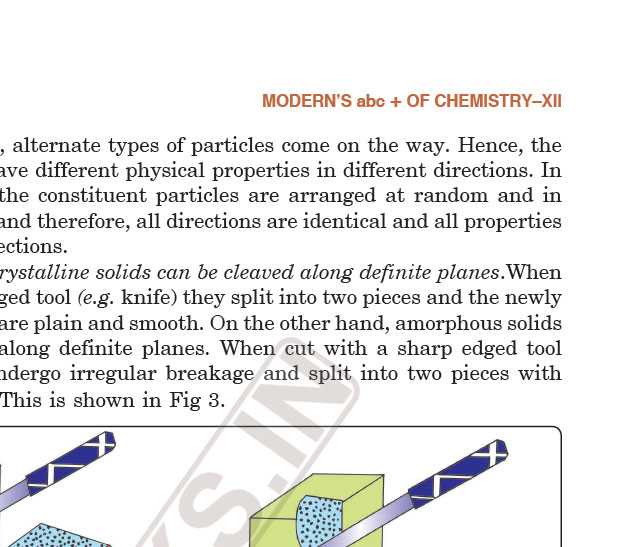 MODERN'S abc + OF CHEMISTRY–XII
, alternate types of particles come on the way. Hence, the
ave different physical properties in different directions. In
the constituent particles are arranged at random and in
and therefore, all directions are identical and all properties
ections.
rystalline solids can be cleaved along definite planes.When
ged tool (e.g. knife) they split into two pieces and the newly
are plain and smooth. On the other hand, amorphous solids
along definite planes. When cut with a sharp edged tool
ndergo irregular breakage and split into two pieces with
This is shown in Fig 3.
KS.IN